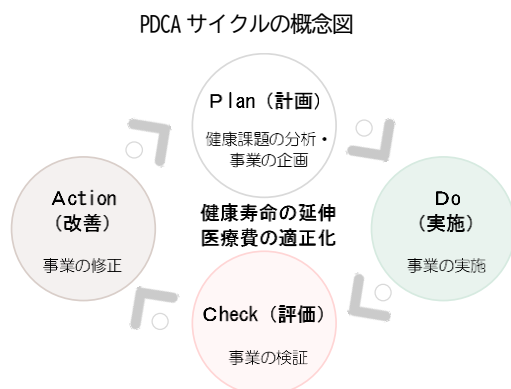 PDCA サイクルの概念図
Plan（計画）
健康課題の分析・
事業の企画
Action
（改善）
事業の修正
健康寿命の延伸
医療費の適正化
Do
（実施）
事業の実施
Check（評価）
事業の検証